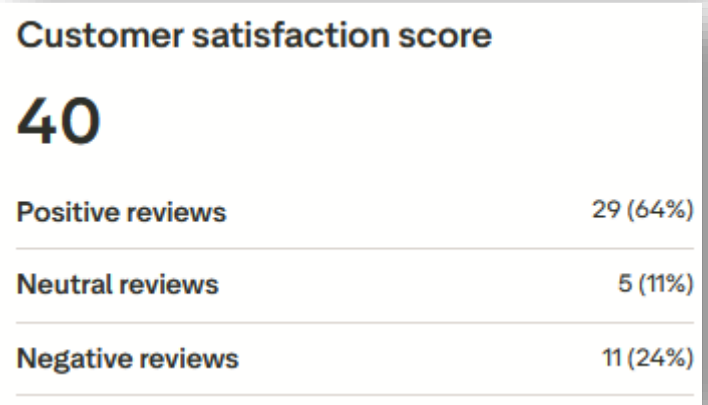 Customer satisfaction score
40
Positive reviews 29 (64%)
Neutral reviews 5 (11%)
Negative reviews 11 (24%)